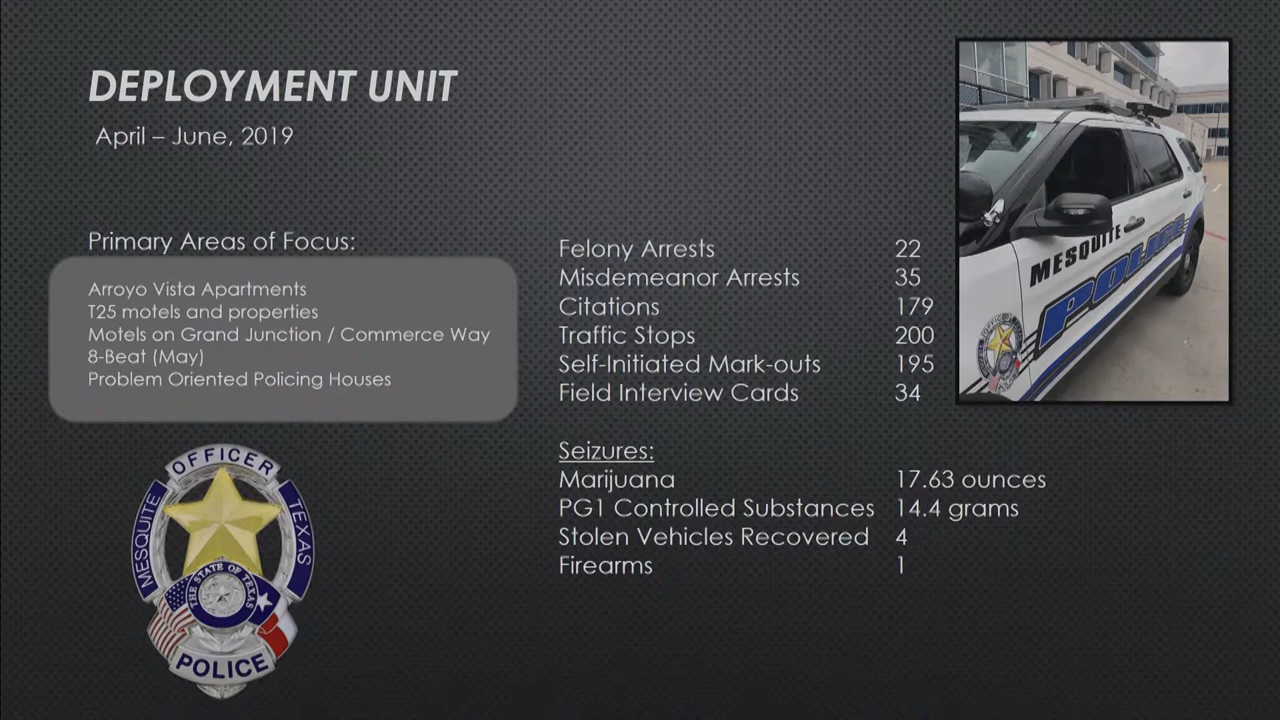 DEPLOYMENT UNIT
April – June, 2019
Primary Areas of Focus:
Arroyo Vista Apartments
T25 motels and properties
Motels on Grand Junction / Commerce Way
8-Beat (May)
Problem Oriented Policing Houses
Felony Arrests 22
Misdemeanor Arrests 35
Citations 179
Traffic Stops 200
Self-Initiated Mark-outs 195
Field Interview Cards 34
Seizures:
Marijuana 17.63 ounces
PG1 Controlled Substances 14.4 grams
Stolen Vehicles Recovered 4
Firearms 1
MESQUITE
POLICE
OFFICER
MESQUITE
TEXAS
THE STATE OF TEXAS
POLICE